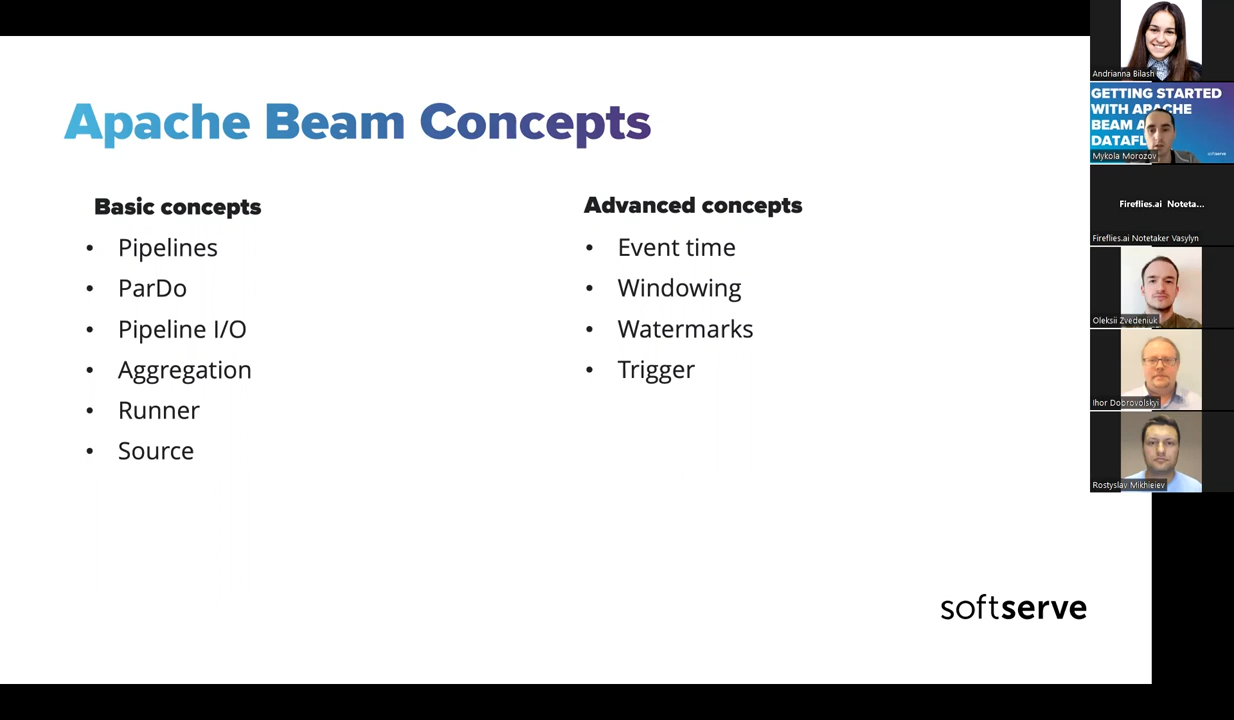 Apache Beam Concepts
Basic concepts
• Pipelines
• ParDo
• Pipeline I/O
• Aggregation
• Runner
• Source
Advanced concepts
• Event time
• Windowing
• Watermarks
• Trigger
softserve
Andrianna Bilash
GETTING STARTED
WITH APACHE
BEAM A
DATAFL
softserve
Mykola Morozov
Fireflies.ai Noteta...
Fireflies.ai Notetaker Vasylyn
Oleksii Zvedeniuk
Ihor Dobrovolskyi
Rostyslav Mikhieiev